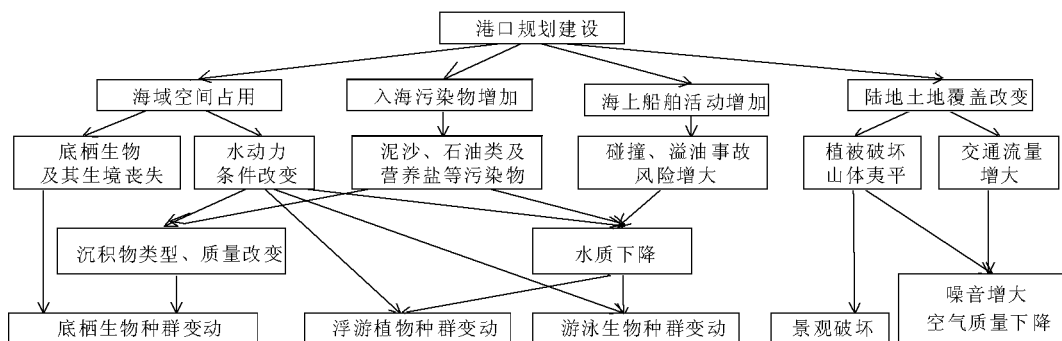 港口规划建设
海域空间占用
入海污染物增加
海上船舶活动增加
陆地土地覆盖改变
底栖生物
及其生境丧失
水动力
条件改变
泥沙、石油类及
营养盐等污染物
碰撞、溢油事故
风险增大
植被破坏
山体夷平
交通流量
增大
沉积物类型、质量改变
水质下降
底栖生物种群变动
浮游植物种群变动
游泳生物种群变动
景观破坏
噪音增大
空气质量下降